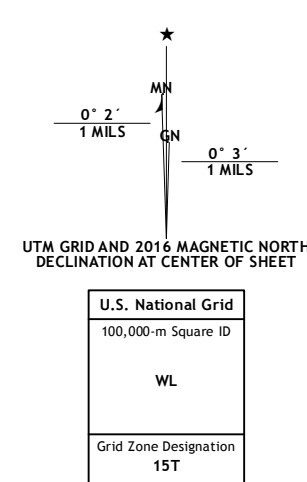 ★
MN
0° 2´
1 MILS
GN
0° 3´
1 MILS
UTM GRID AND 2016 MAGNETIC NORTH
DECLINATION AT CENTER OF SHEET
U.S. National Grid
100,000-m Square ID
WL
Grid Zone Designation
15T